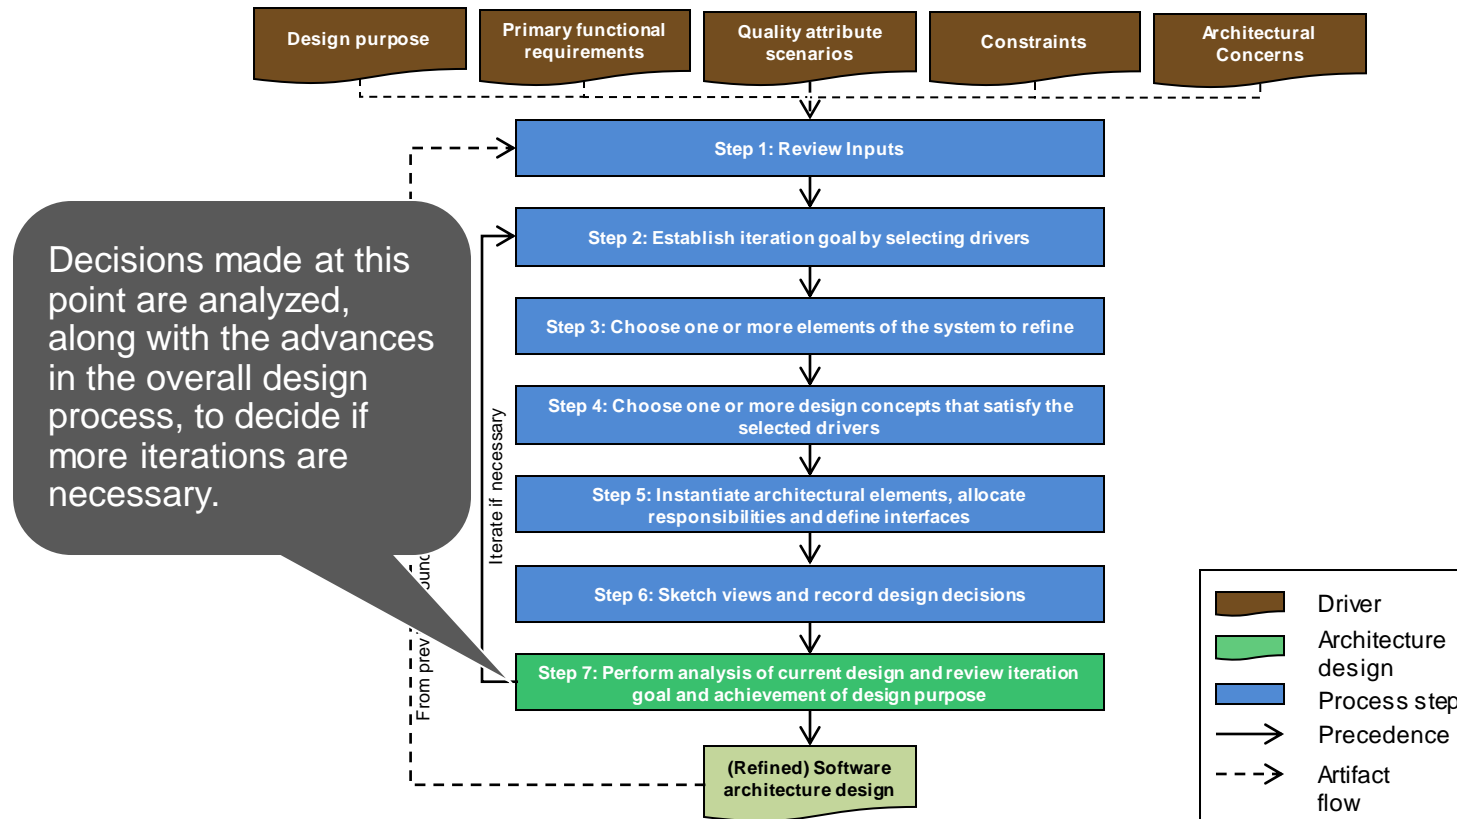 Design purpose
Primary functional
requirements
Quality attribute
scenarios
Constraints
Architectural
Concerns
Step 1: Review Inputs
Step 2: Establish iteration goal by selecting drivers
Step 3: Choose one or more elements of the system to refine
Step 4: Choose one or more design concepts that satisfy the
selected drivers
Step 5: Instantiate architectural elements, allocate
responsibilities and define interfaces
Step 6: Sketch views and record design decisions
Step 7: Perform analysis of current design and review iteration
goal and achievement of design purpose
(Refined) Software
architecture design
Decisions made at this
point are analyzed,
along with the advances
in the overall design
process, to decide if
more iterations are
necessary.
Iterate if necessary
From
Driver
Architecture
design
Process step
Precedence
Artifact
flow